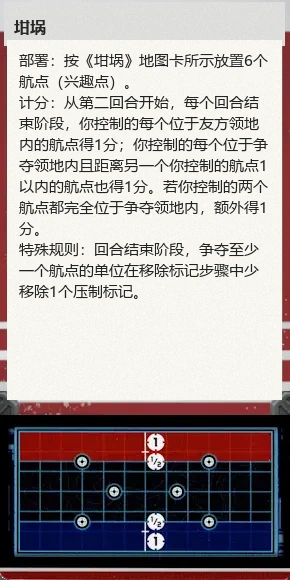 坩埚
部署：按《坩埚》地图卡所示放置6个
航点（兴趣点）。
计分：从第二回合开始，每个回合结
束阶段，你控制的每个位于友方领地
内的航点得1分；你控制的每个位于争
夺领地内且距离另一个你控制的航点1
以内的航点也得1分。若你控制的两个
航点都完全位于争夺领地内，额外得1
分。
特殊规则：回合结束阶段，争夺至少
一个航点的单位在移除标记步骤中少
移除1个压制标记。
1
½
½
1